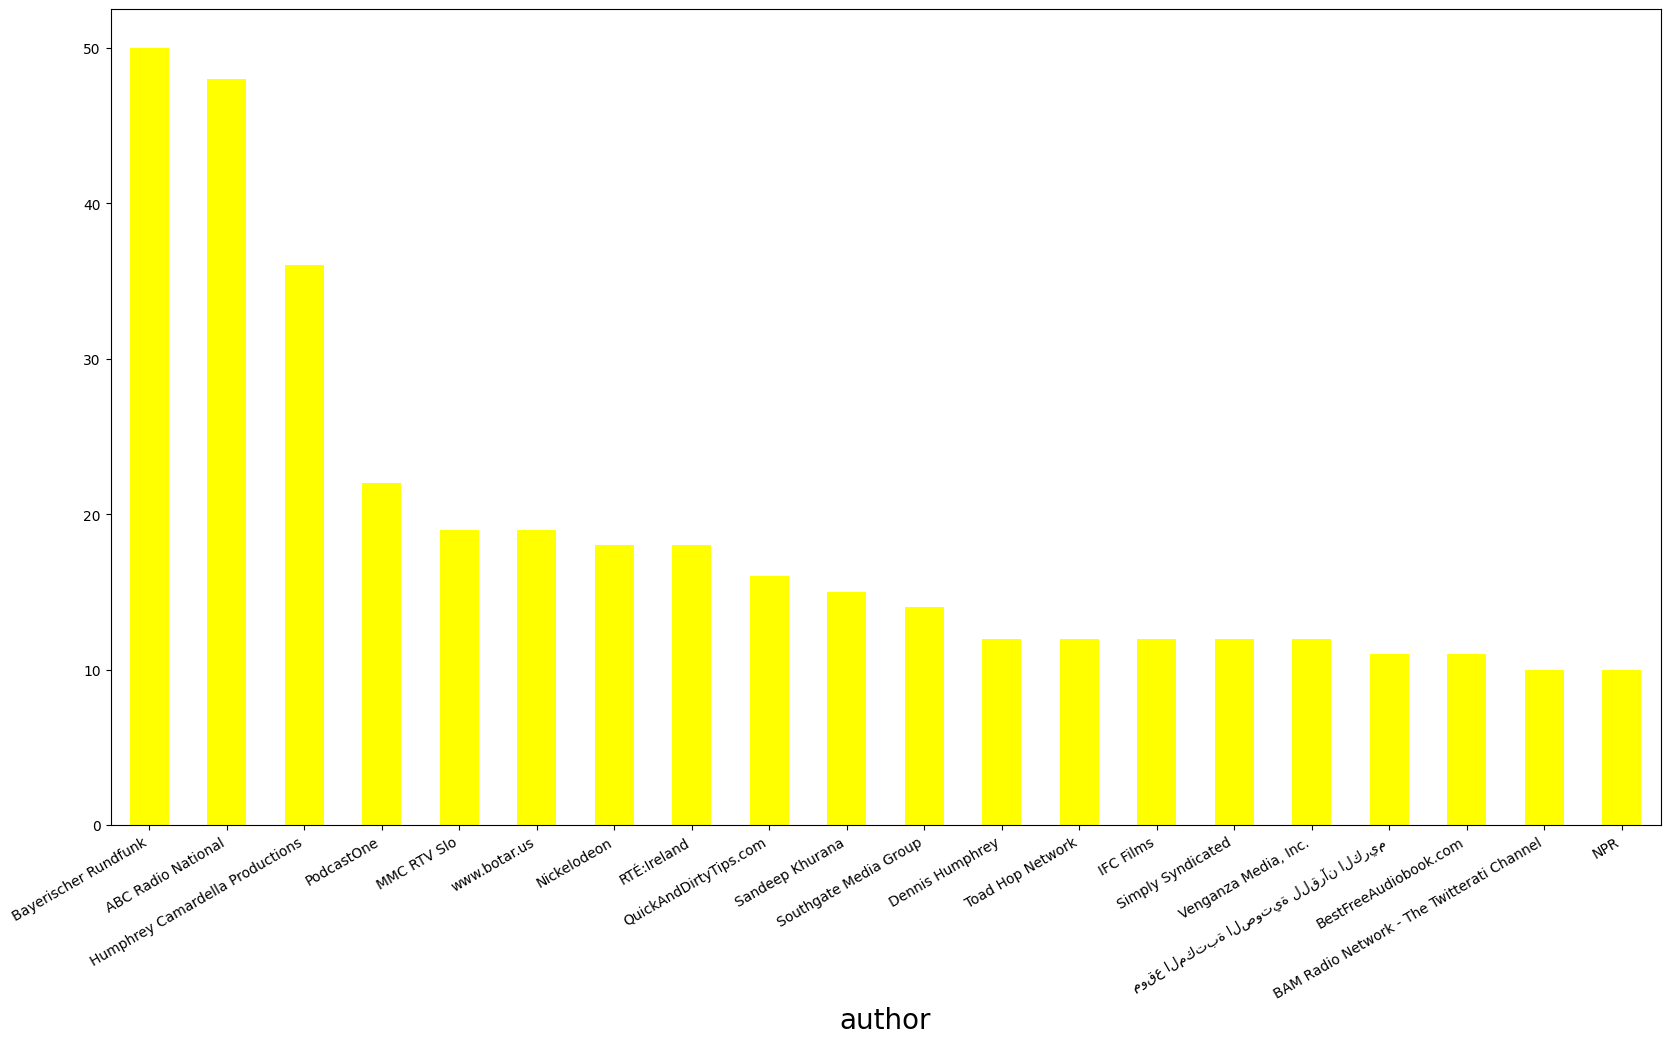 50
40
30
20
10
0
Bayerischer Rundfunk
ABC Radio National
Humphrey Camardella Productions
PodcastOne
MMC RTV Slo
www.botar.us
Nickelodeon
RTÉ:Ireland
QuickAndDirtyTips.com
Sandeep Khurana
Southgate Media Group
Dennis Humphrey
Toad Hop Network
IFC Films
Simply Syndicated
Venganza Media, Inc.
موقع المكتبة الصوتية للقرآن الكريم
BestFreeAudiobook.com
BAM Radio Network - The Twitterati Channel
NPR
author